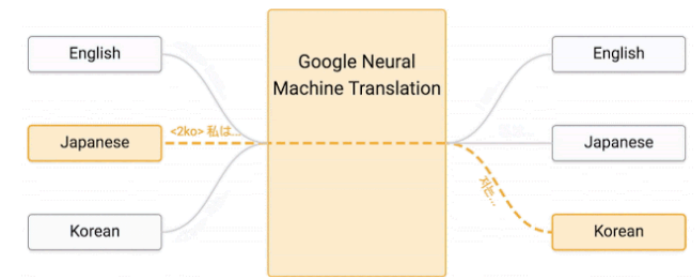 English
Google Neural
Machine Translation
English
Japanese
<2ko> 私は...
Japanese
저는...
Korean
Korean